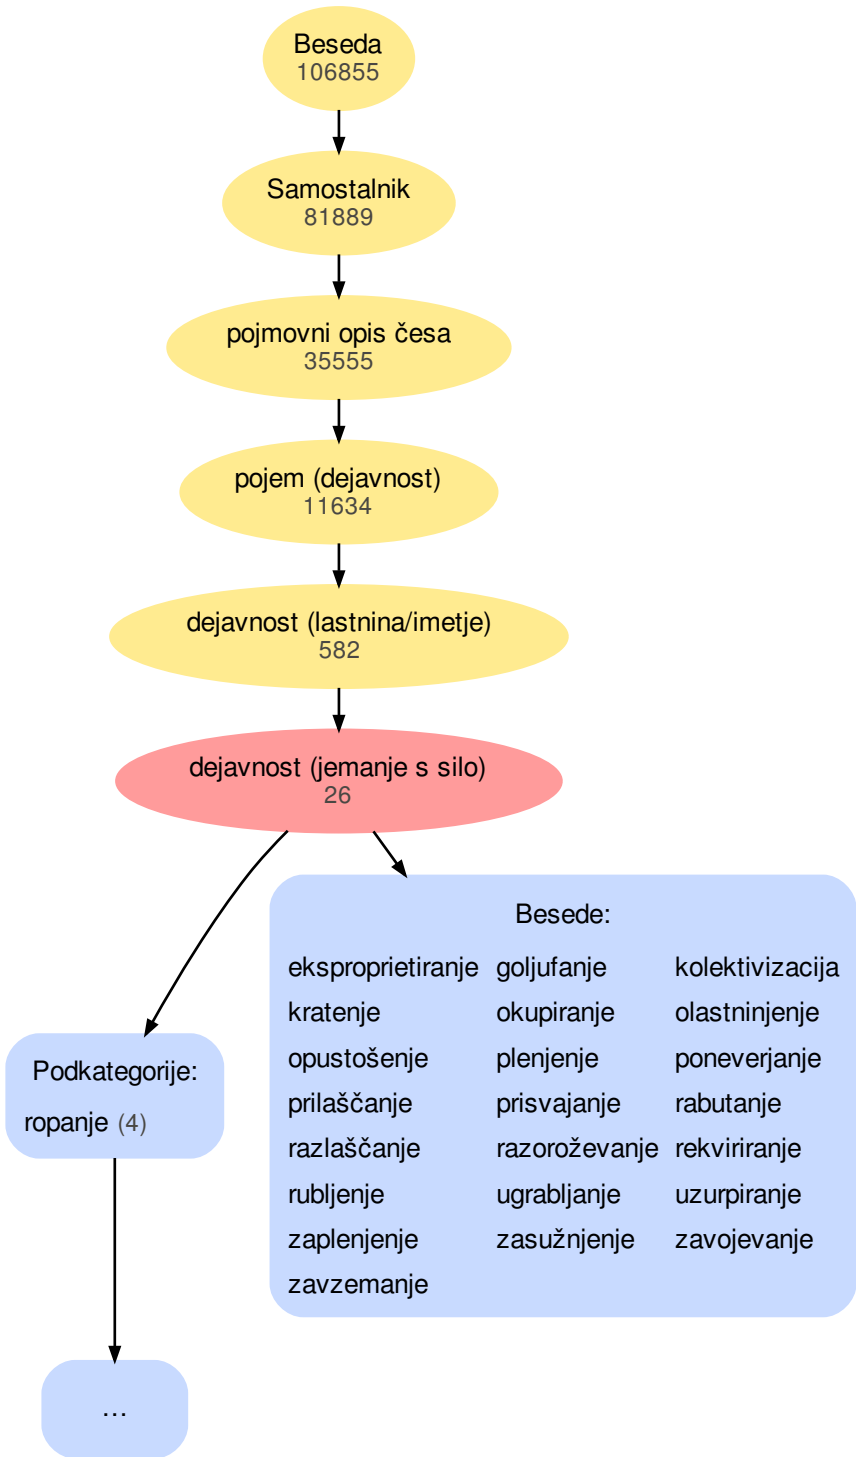 Beseda
106855
Samostalnik
81889
pojmovni opis česa
35555
pojem (dejavnost)
11634
dejavnost (lastnina/imetje)
582
dejavnost (jemanje s silo)
26
Besede:
eksproprietiranje goljufanje kolektivizacija
kratenje okupiranje olastninjenje
opustošenje plenjenje poneverjanje
prilaščanje prisvajanje rabutanje
razlaščanje razoroževanje rekviriranje
rubljenje ugrabljanje uzurpiranje
zaplenjenje zasužnjenje zavojevanje
zavzemanje
Podkategorije:
ropanje (4)
…